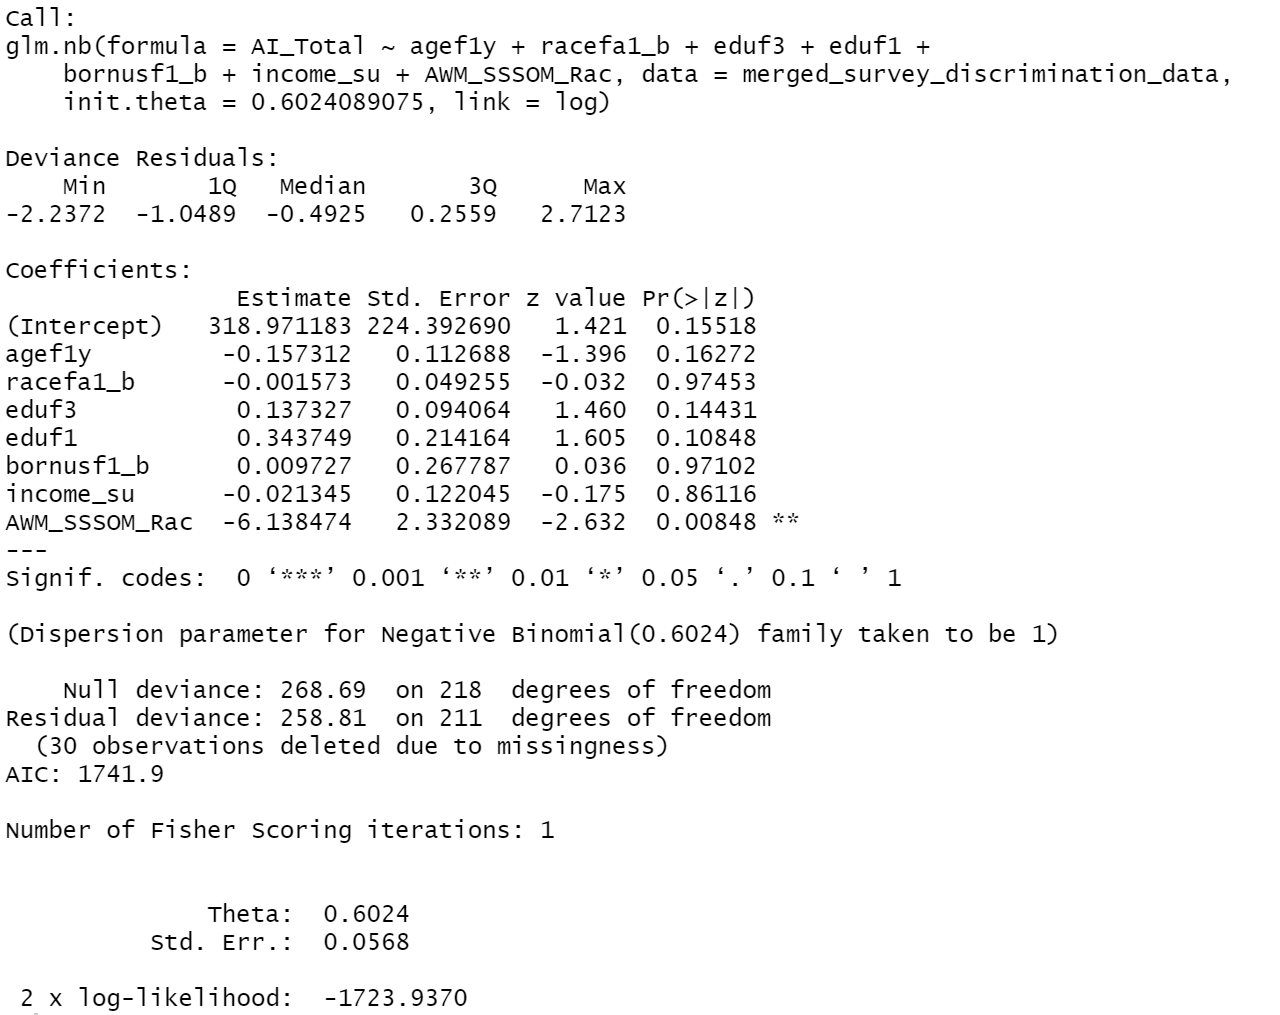 Call:
glm.nb(formula = AI_Total ~ agef1y + racefa1_b + eduf3 + eduf1 +
    bornusf1_b + income_su + AWM_SSSOM_Rac, data = merged_survey_discrimination_data,
    init.theta = 0.6024089075, link = log)

Deviance Residuals:
    Min       1Q   Median       3Q      Max
-2.2372  -1.0489  -0.4925   0.2559   2.7123

Coefficients:
                Estimate Std. Error z value Pr(>|z|)
(Intercept)   318.971183 224.392690   1.421  0.15518
agef1y         -0.157312   0.112688  -1.396  0.16272
racefa1_b      -0.001573   0.049255  -0.032  0.97453
eduf3           0.137327   0.094064   1.460  0.14431
eduf1           0.343749   0.214164   1.605  0.10848
bornusf1_b      0.009727   0.267787   0.036  0.97102
income_su      -0.021345   0.122045  -0.175  0.86116
AWM_SSSOM_Rac  -6.138474   2.332089  -2.632  0.00848 **
---
Signif. codes:  0 ‘***’ 0.001 ‘**’ 0.01 ‘*’ 0.05 ‘.’ 0.1 ‘ ’ 1

(Dispersion parameter for Negative Binomial(0.6024) family taken to be 1)

    Null deviance: 268.69  on 218  degrees of freedom
Residual deviance: 258.81  on 211  degrees of freedom
  (30 observations deleted due to missingness)
AIC: 1741.9

Number of Fisher Scoring iterations: 1


              Theta:  0.6024
          Std. Err.:  0.0568

 2 x log-likelihood:  -1723.9370